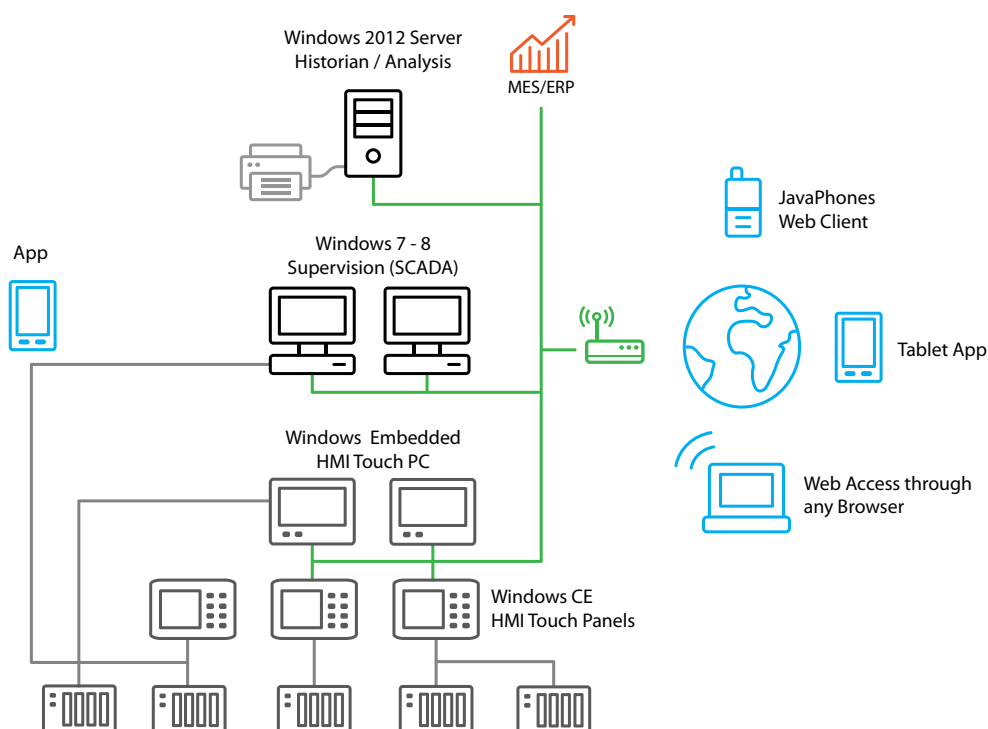 Windows 2012 Server
Historian / Analysis
MES/ERP
JavaPhones
Web Client
App
Windows 7 - 8
Supervision (SCADA)
Tablet App
Windows Embedded
HMI Touch PC
Web Access through
any Browser
Windows CE
HMI Touch Panels